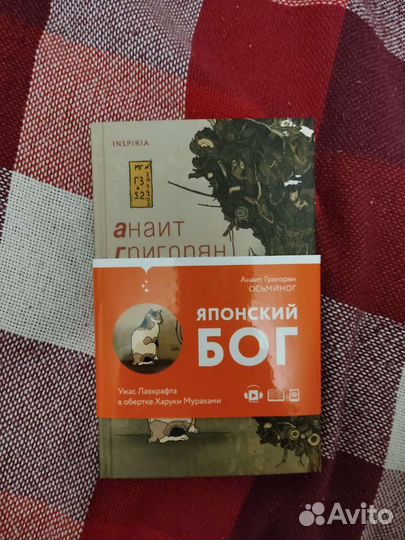 INSPIRIA
анаит
григорян
Анаит Григорян
ОСЬМИНОГ
ЯПОНСКИЙ
БОГ
Ужас Лавкрафта
в обертке Харуки Мураками
Avito